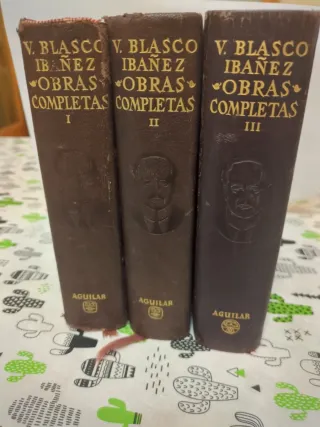 V. BLASCO
IBAÑEZ
OBRAS
COMPLETAS
I
AGUILAR
V. BLASCO
IBAÑEZ
OBRAS
COMPLETAS
II
AGUILAR
V. BLASCO
IBAÑEZ
OBRAS
COMPLETAS
III
AGUILAR